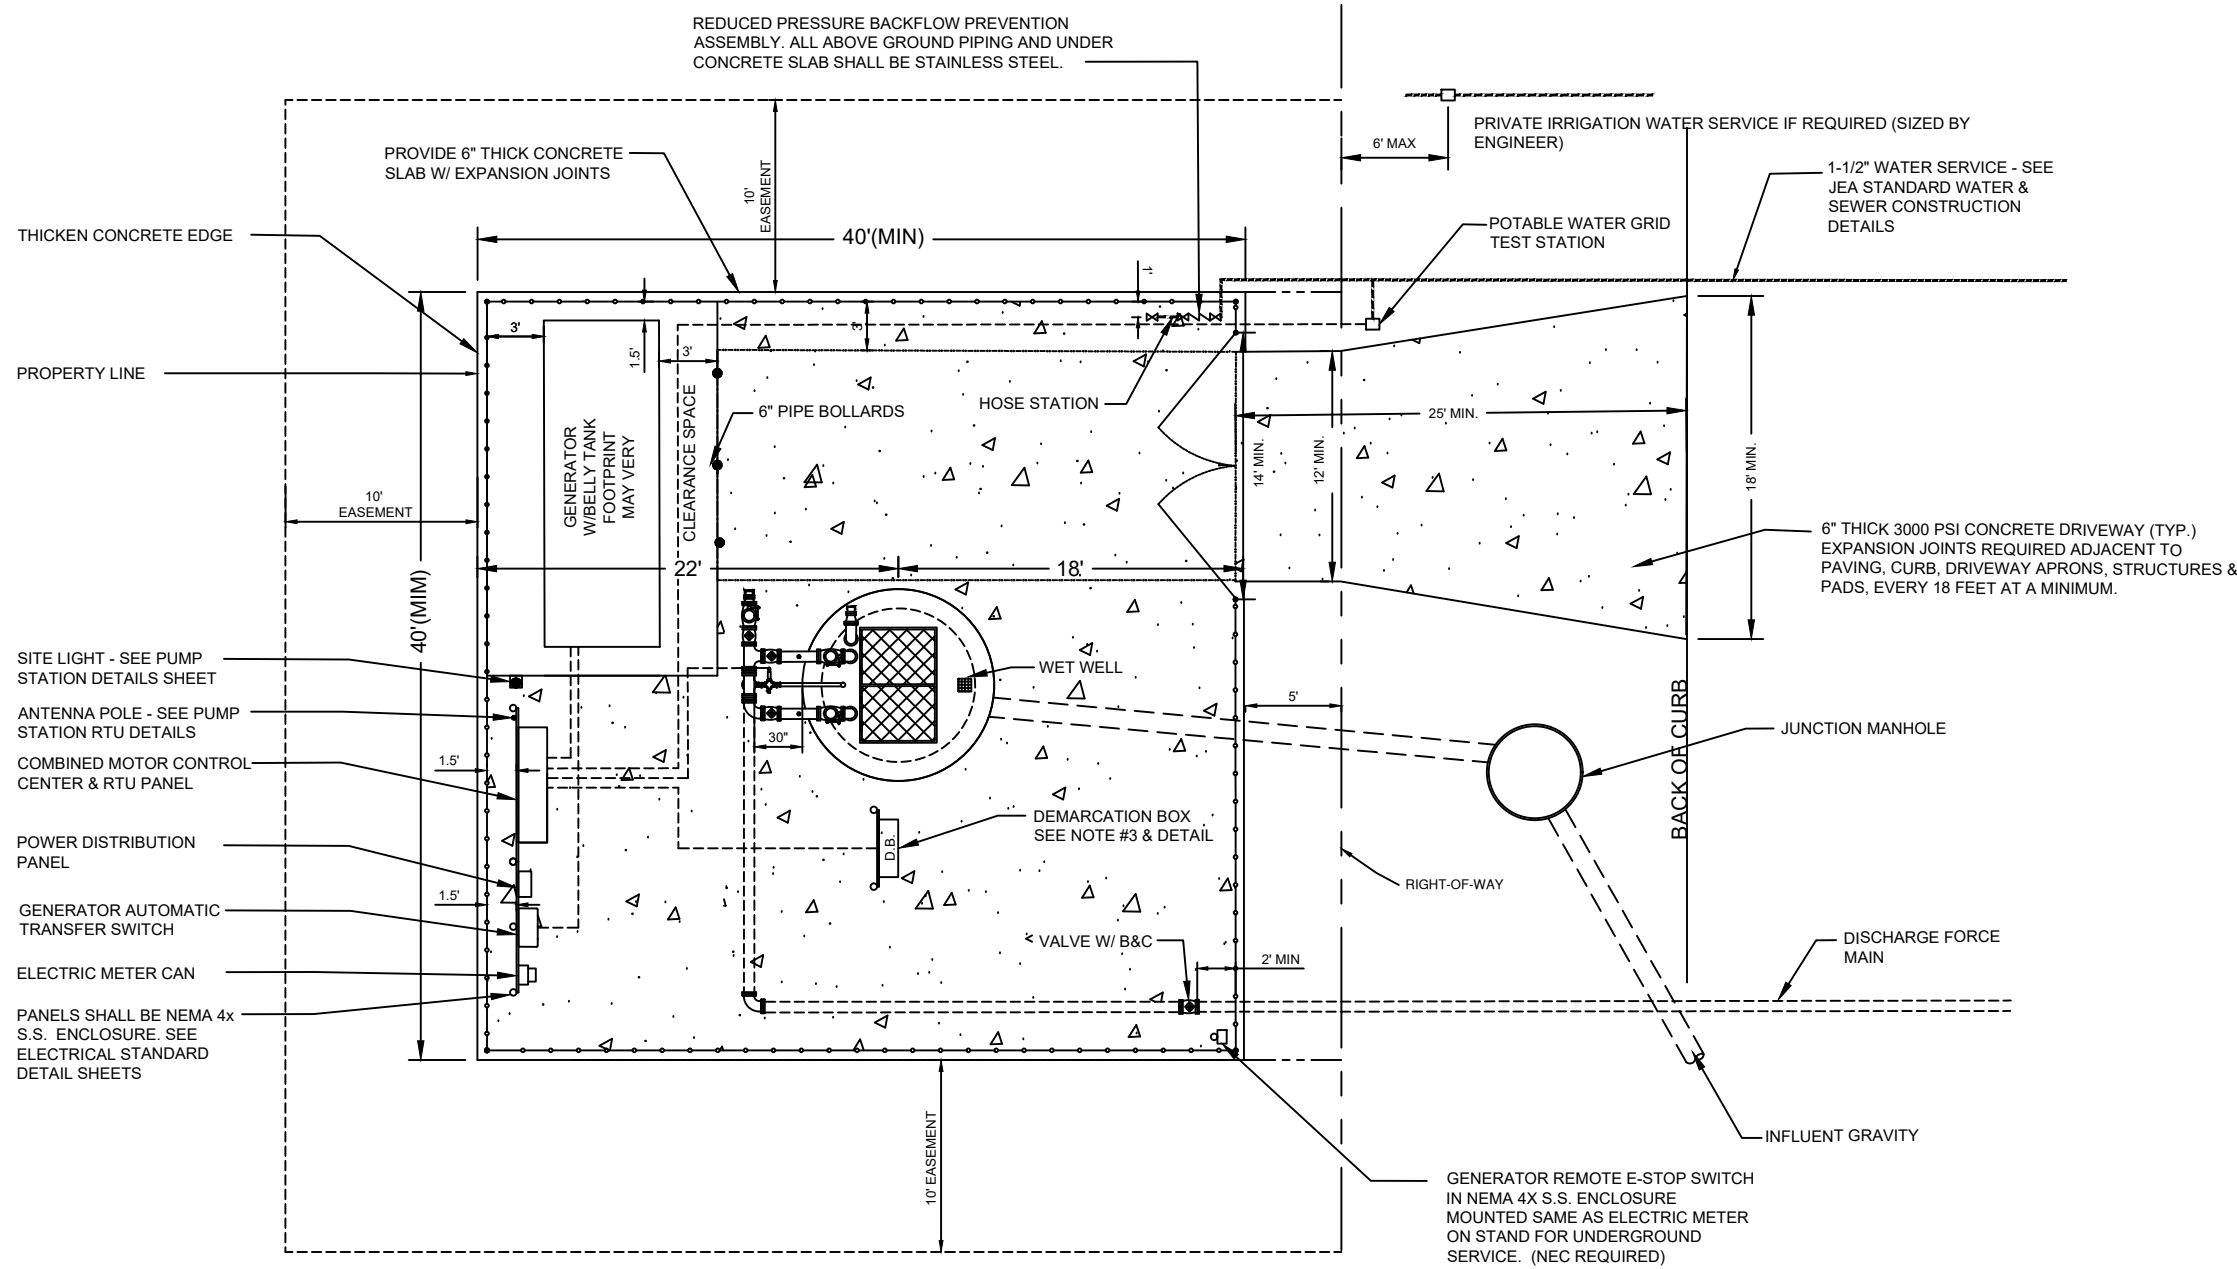 REDUCED PRESSURE BACKFLOW PREVENTION
ASSEMBLY. ALL ABOVE GROUND PIPING AND UNDER
CONCRETE SLAB SHALL BE STAINLESS STEEL.
PRIVATE IRRIGATION WATER SERVICE IF REQUIRED (SIZED BY
ENGINEER)
6' MAX
PROVIDE 6" THICK CONCRETE
SLAB W/ EXPANSION JOINTS
10'
EASEMENT
1-1/2" WATER SERVICE - SEE
JEA STANDARD WATER &
SEWER CONSTRUCTION
DETAILS
THICKEN CONCRETE EDGE
40'(MIN)
POTABLE WATER GRID
TEST STATION
1'
3'
1.5'
3'
3'
PROPERTY LINE
6" PIPE BOLLARDS
HOSE STATION
CLEARANCE SPACE
GENERATOR
W/BELLY TANK
FOOTPRINT
MAY VERY
14' MIN.
12' MIN.
25' MIN.
18' MIN.
10'
EASEMENT
6" THICK 3000 PSI CONCRETE DRIVEWAY (TYP.)
EXPANSION JOINTS REQUIRED ADJACENT TO
PAVING, CURB, DRIVEWAY APRONS, STRUCTURES &
PADS, EVERY 18 FEET AT A MINIMUM.
22'
18'
40'(MIM)
SITE LIGHT - SEE PUMP
STATION DETAILS SHEET
WET WELL
ANTENNA POLE - SEE PUMP
STATION RTU DETAILS
5'
BACK OF CURB
JUNCTION MANHOLE
30"
COMBINED MOTOR CONTROL
CENTER & RTU PANEL
1.5'
DEMARCATION BOX
SEE NOTE #3 & DETAIL
D.B.
POWER DISTRIBUTION
PANEL
RIGHT-OF-WAY
1.5'
GENERATOR AUTOMATIC
TRANSFER SWITCH
VALVE W/ B&C
2' MIN
DISCHARGE FORCE
MAIN
ELECTRIC METER CAN
PANELS SHALL BE NEMA 4x
S.S. ENCLOSURE. SEE
ELECTRICAL STANDARD
DETAIL SHEETS
10' EASEMENT
INFLUENT GRAVITY
GENERATOR REMOTE E-STOP SWITCH
IN NEMA 4X S.S. ENCLOSURE
MOUNTED SAME AS ELECTRIC METER
ON STAND FOR UNDERGROUND
SERVICE. (NEC REQUIRED)